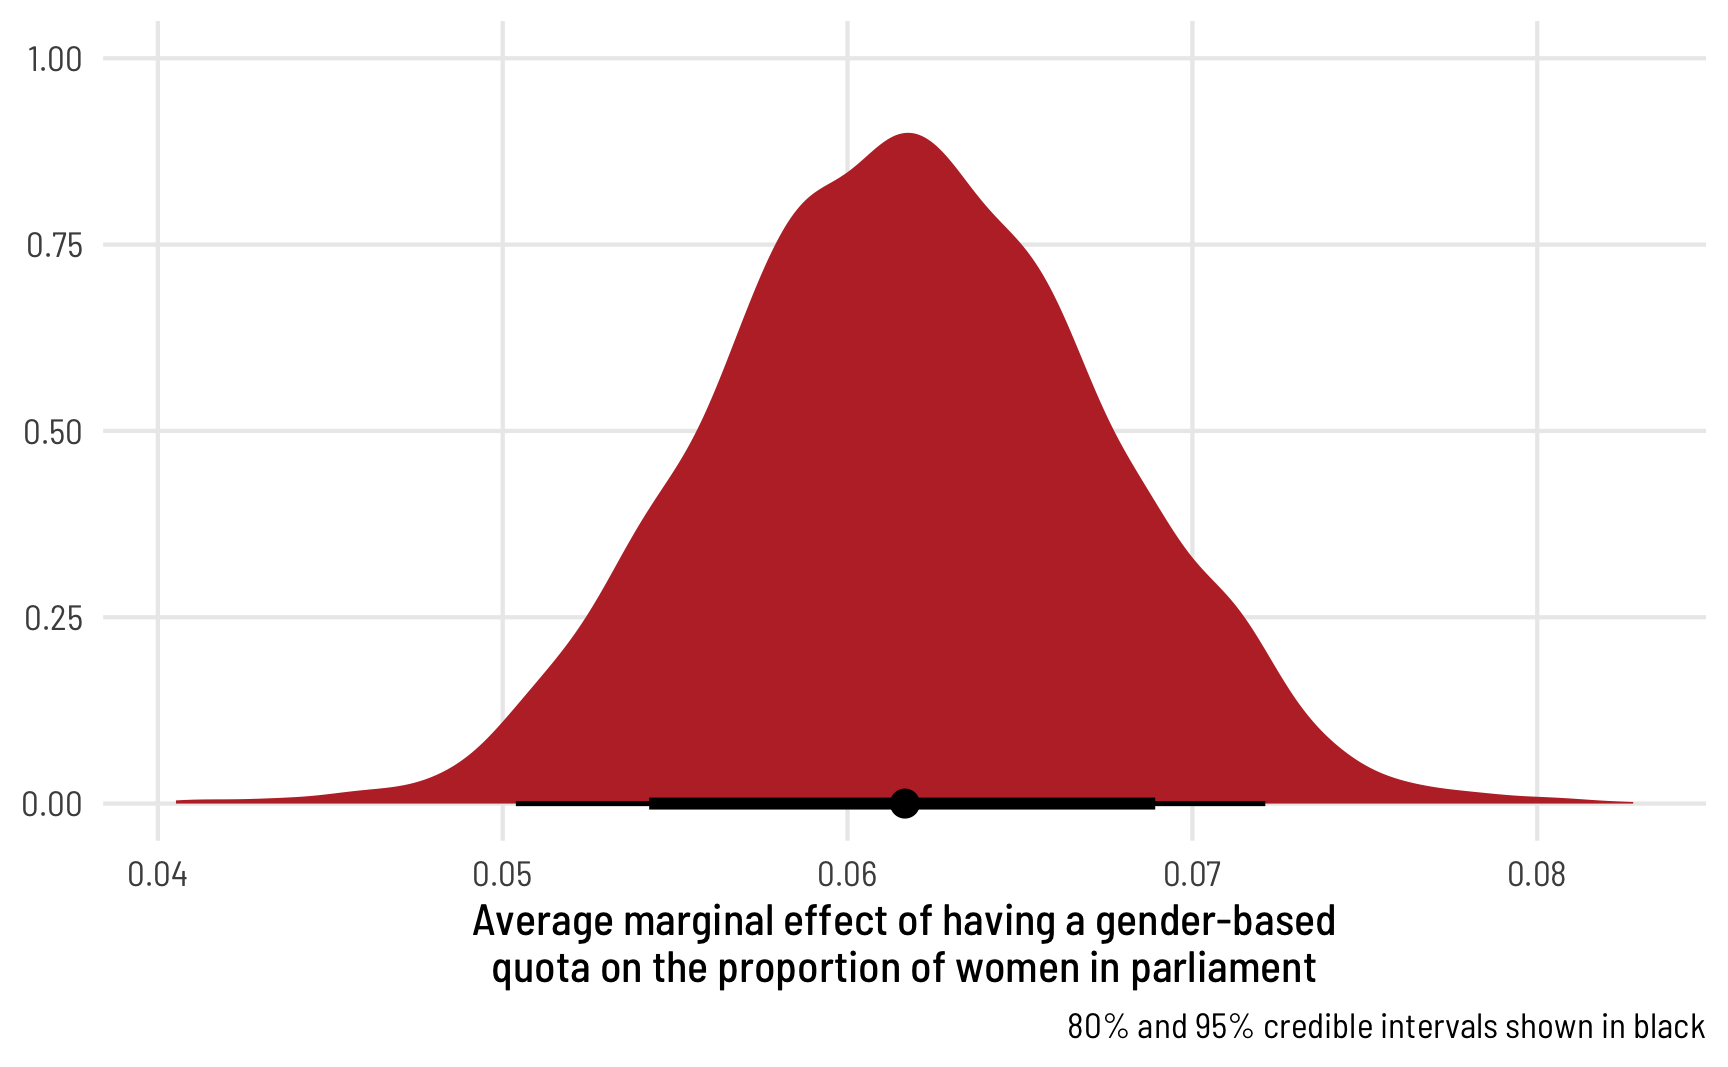 1.00
0.75
0.50
0.25
0.00
0.04 0.05 0.06 0.07 0.08
Average marginal effect of having a gender-based
quota on the proportion of women in parliament
80% and 95% credible intervals shown in black